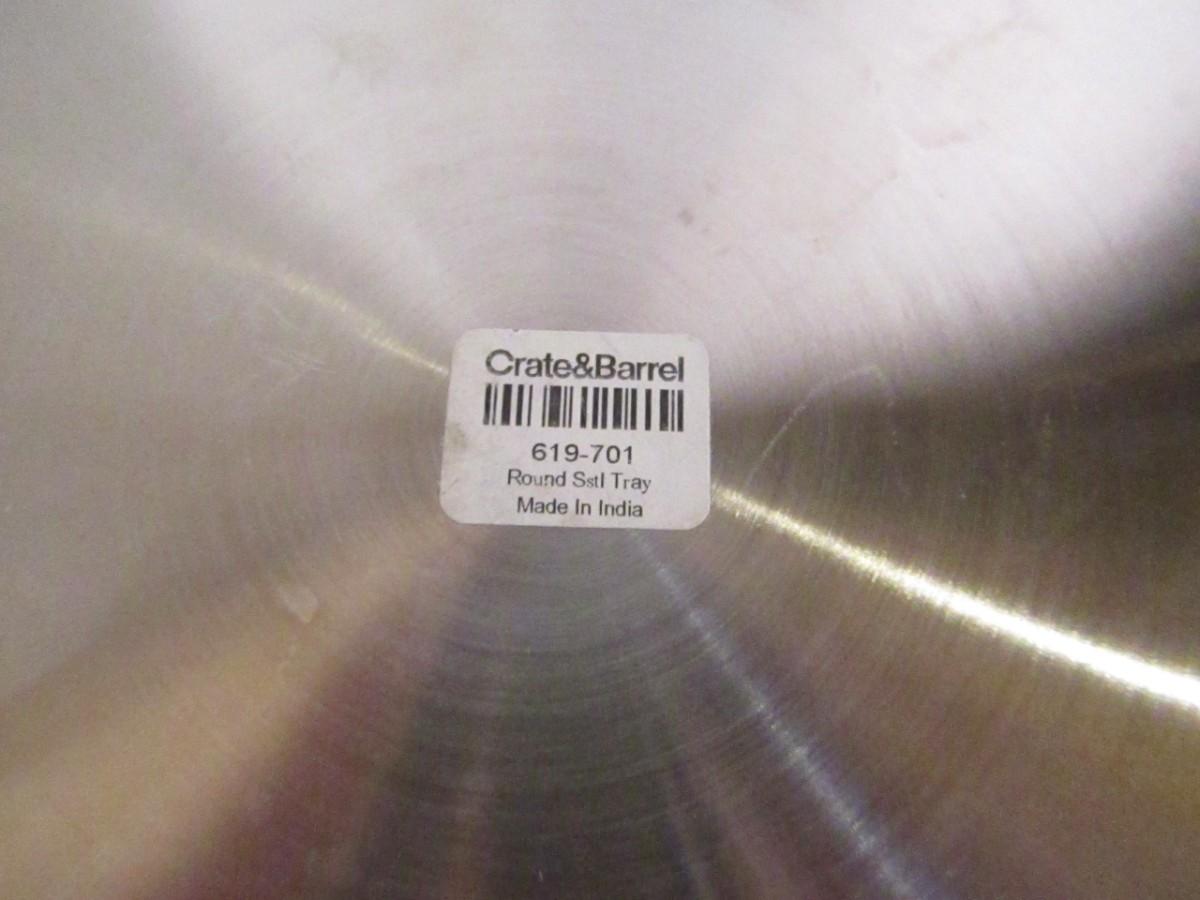 Crate&Barrel
619-701
Round Sstl Tray
Made In India